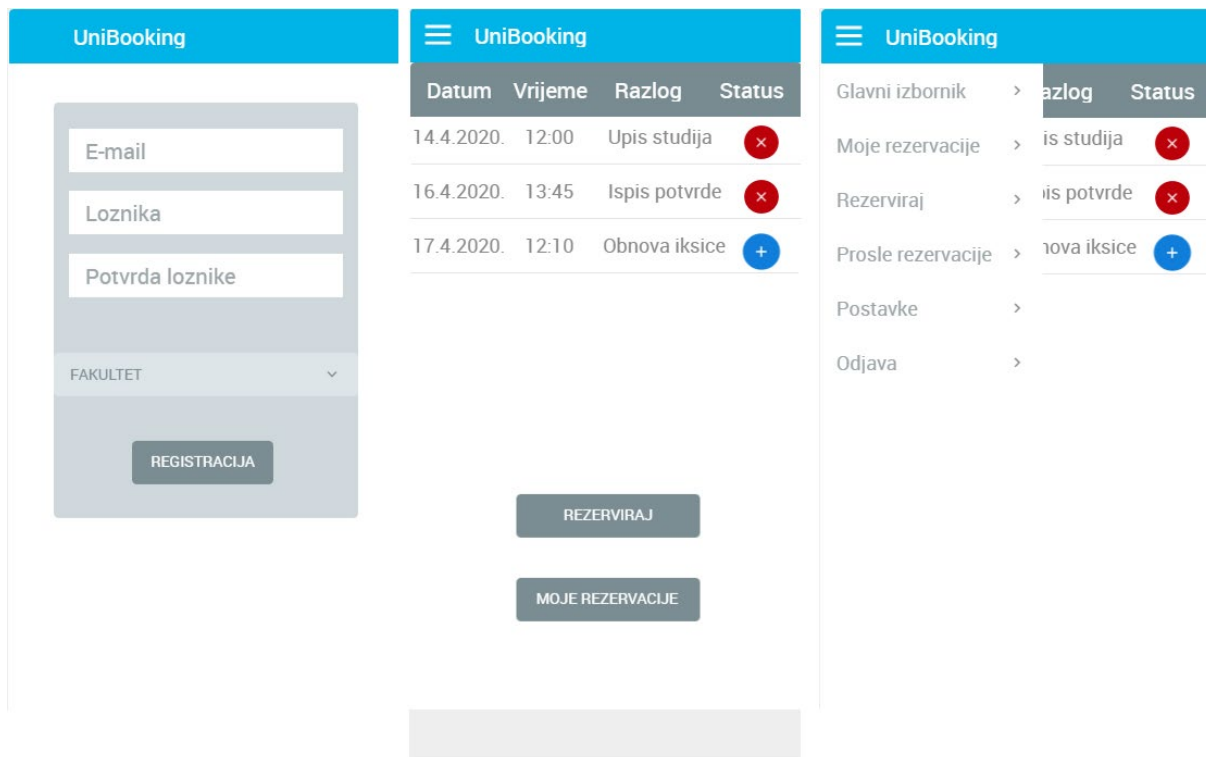 UniBooking
E-mail
Loznika
Potvrda loznike
FAKULTET
REGISTRACIJA
UniBooking
Datum Vrijeme Razlog Status
14.4.2020. 12:00 Upis studija
16.4.2020. 13:45 Ispis potvrde
17.4.2020. 12:10 Obnova iksice
REZERVIRAJ
MOJE REZERVACIJE
UniBooking
Glavni izbornik azlog Status
Moje rezervacije is studija
Rezerviraj is potvrde
Prosle rezervacije nova iksice
Postavke
Odjava